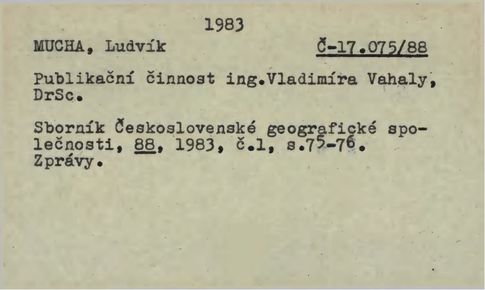 1983
MUCHA, Ludvík Č-17.075/88
Publikační činnost ing.Vladimíra Vahaly,
DrSc.
Sborník Československé geografické spo-
lečnosti, 88, 1983, č.1, s.75-76.
Zprávy.